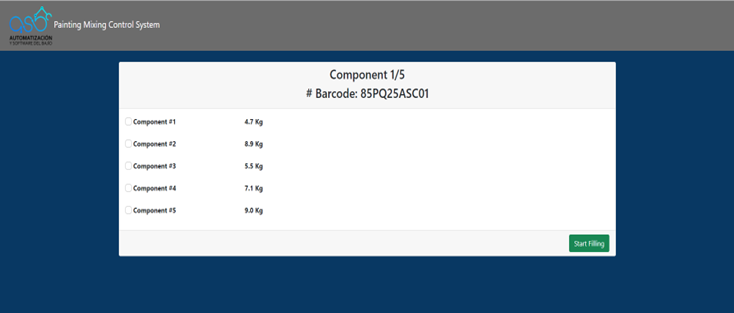 Painting Mixing Control System
AUTOMATIZACIÓN
Y SOFTWARE DEL BAJÍO
Component 1/5
# Barcode: 85PQ25ASC01
Component #1 4.7 Kg
Component #2 8.9 Kg
Component #3 5.5 Kg
Component #4 7.1 Kg
Component #5 9.0 Kg
Start Filling